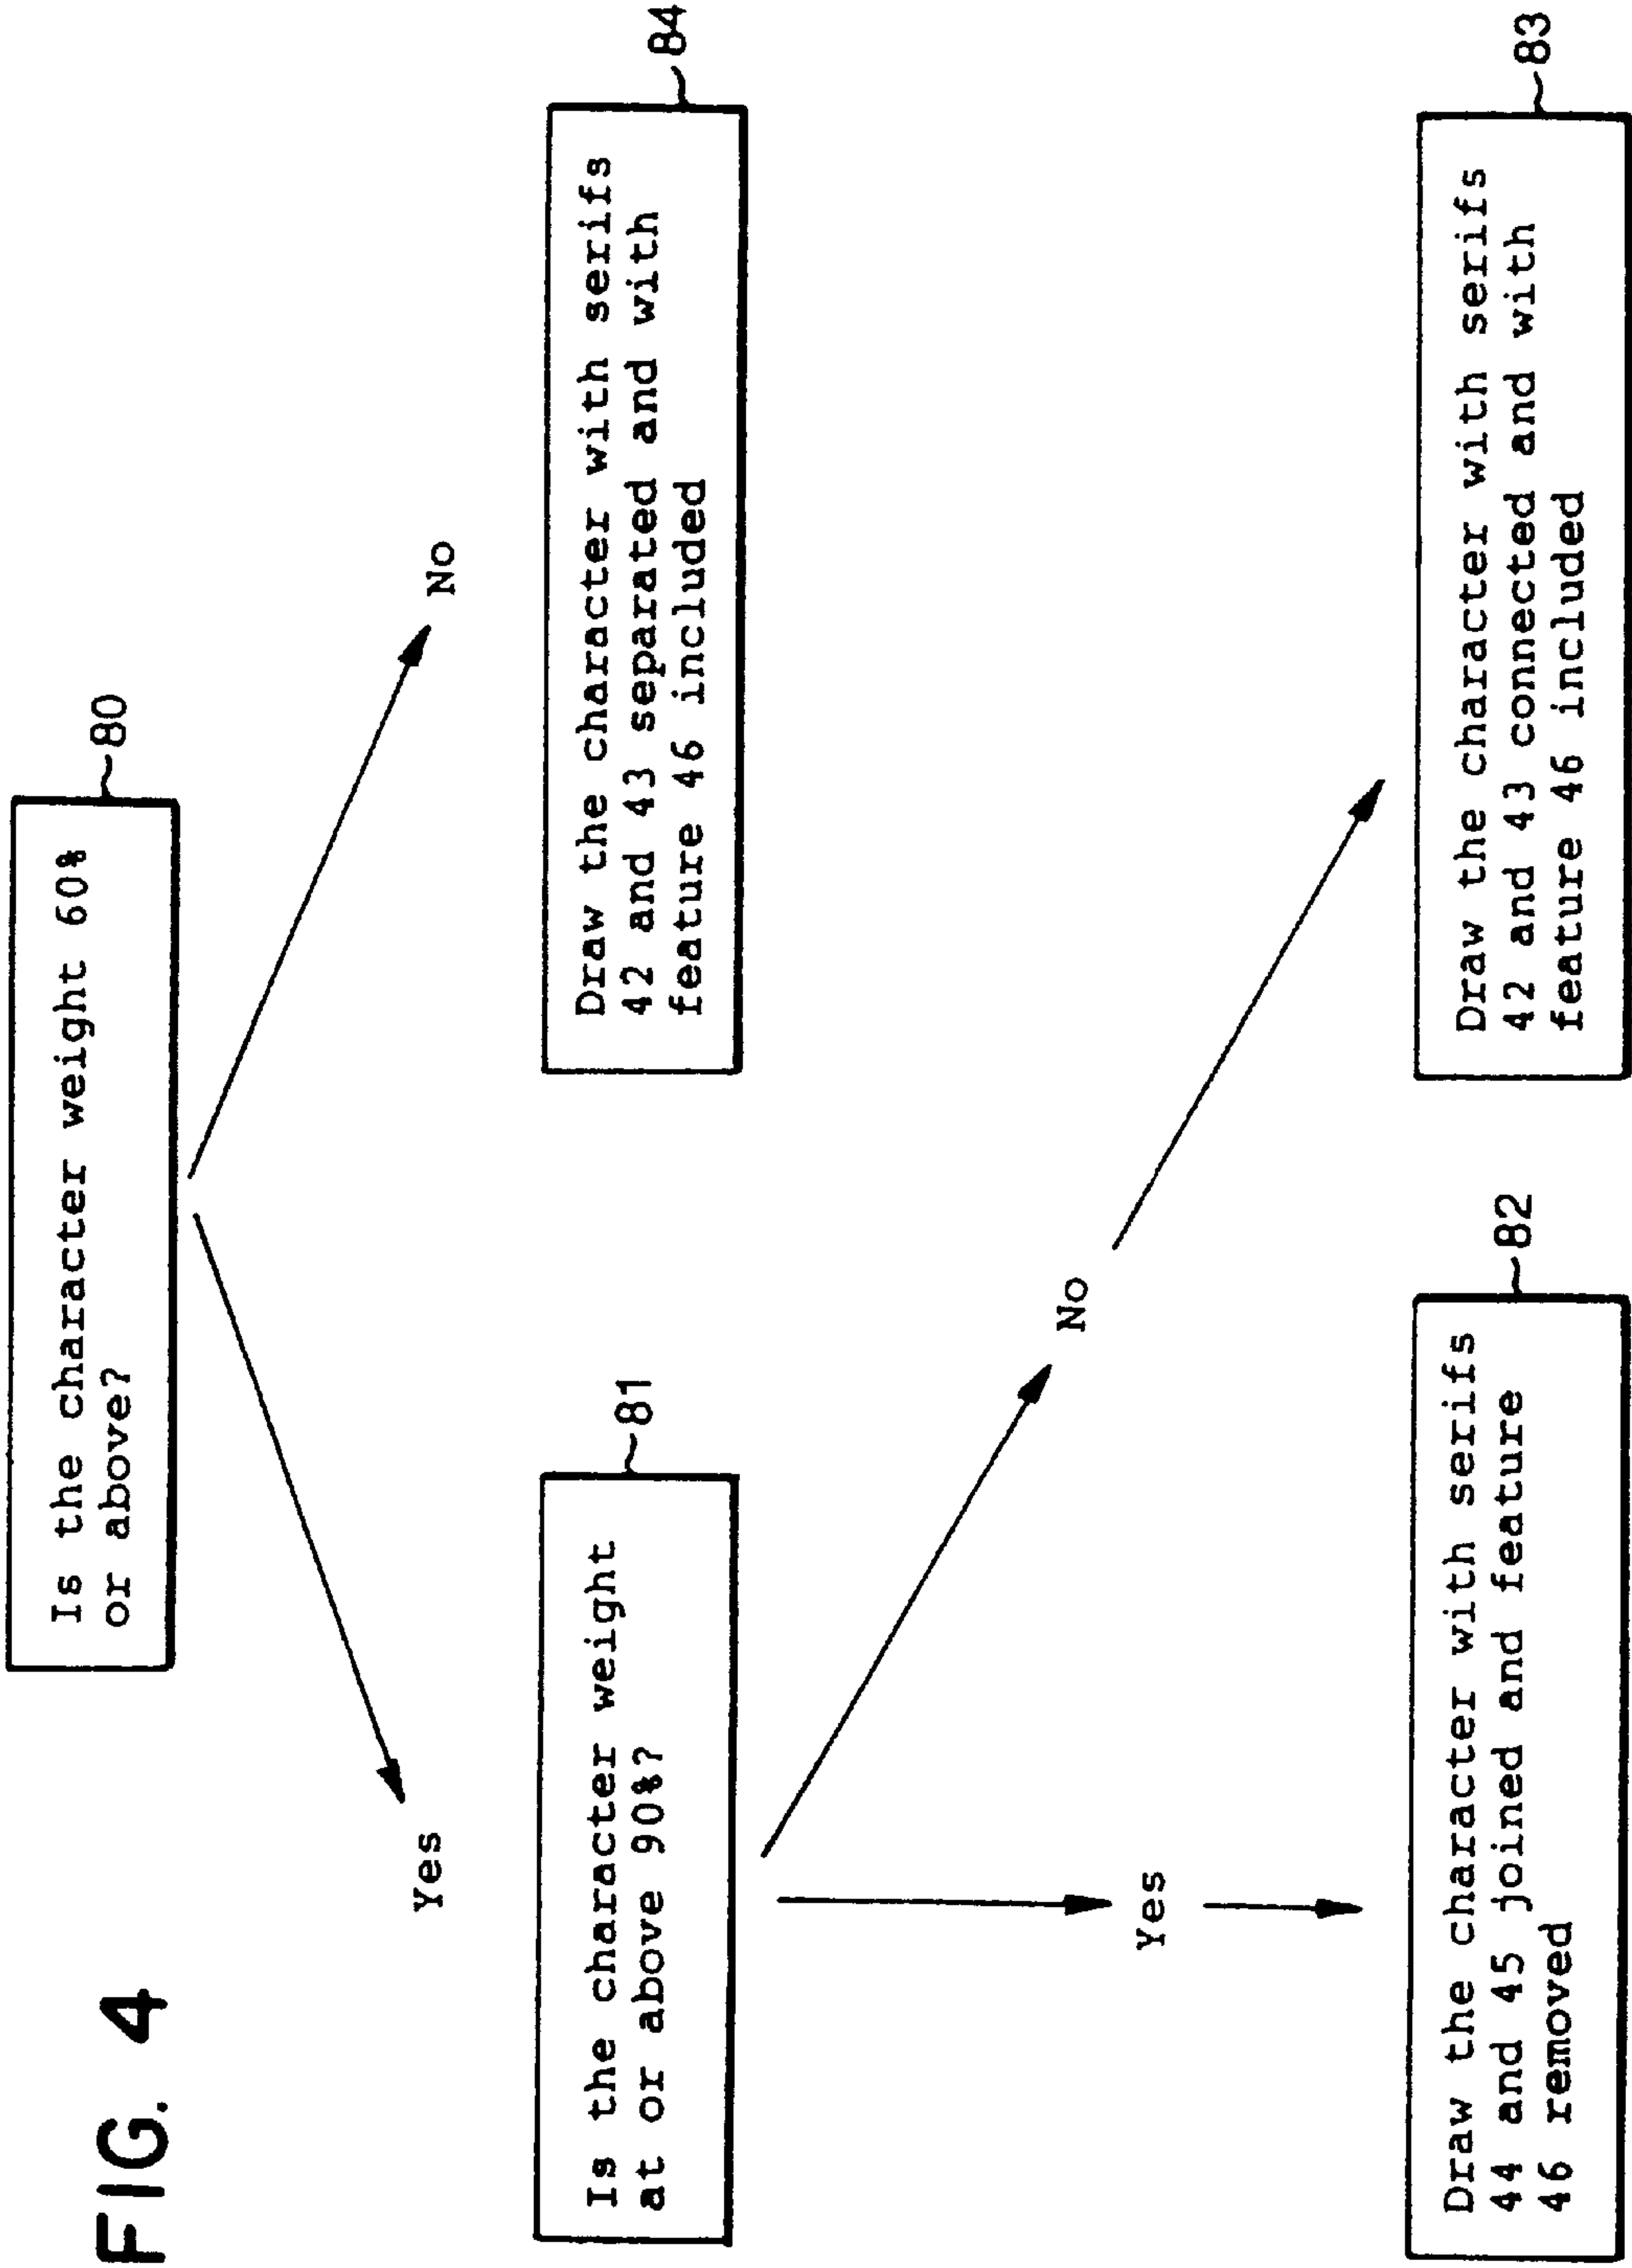 FIG. 4
Is the character weight 60%
or above?
80
Yes
No
Is the character weight
at or above 90%?
81
Draw the character with serifs
42 and 43 separated and with
feature 46 included
84
Yes
No
Draw the character with serifs
44 and 45 joined and feature
46 removed
82
Draw the character with serifs
42 and 43 connected and with
feature 46 included
83